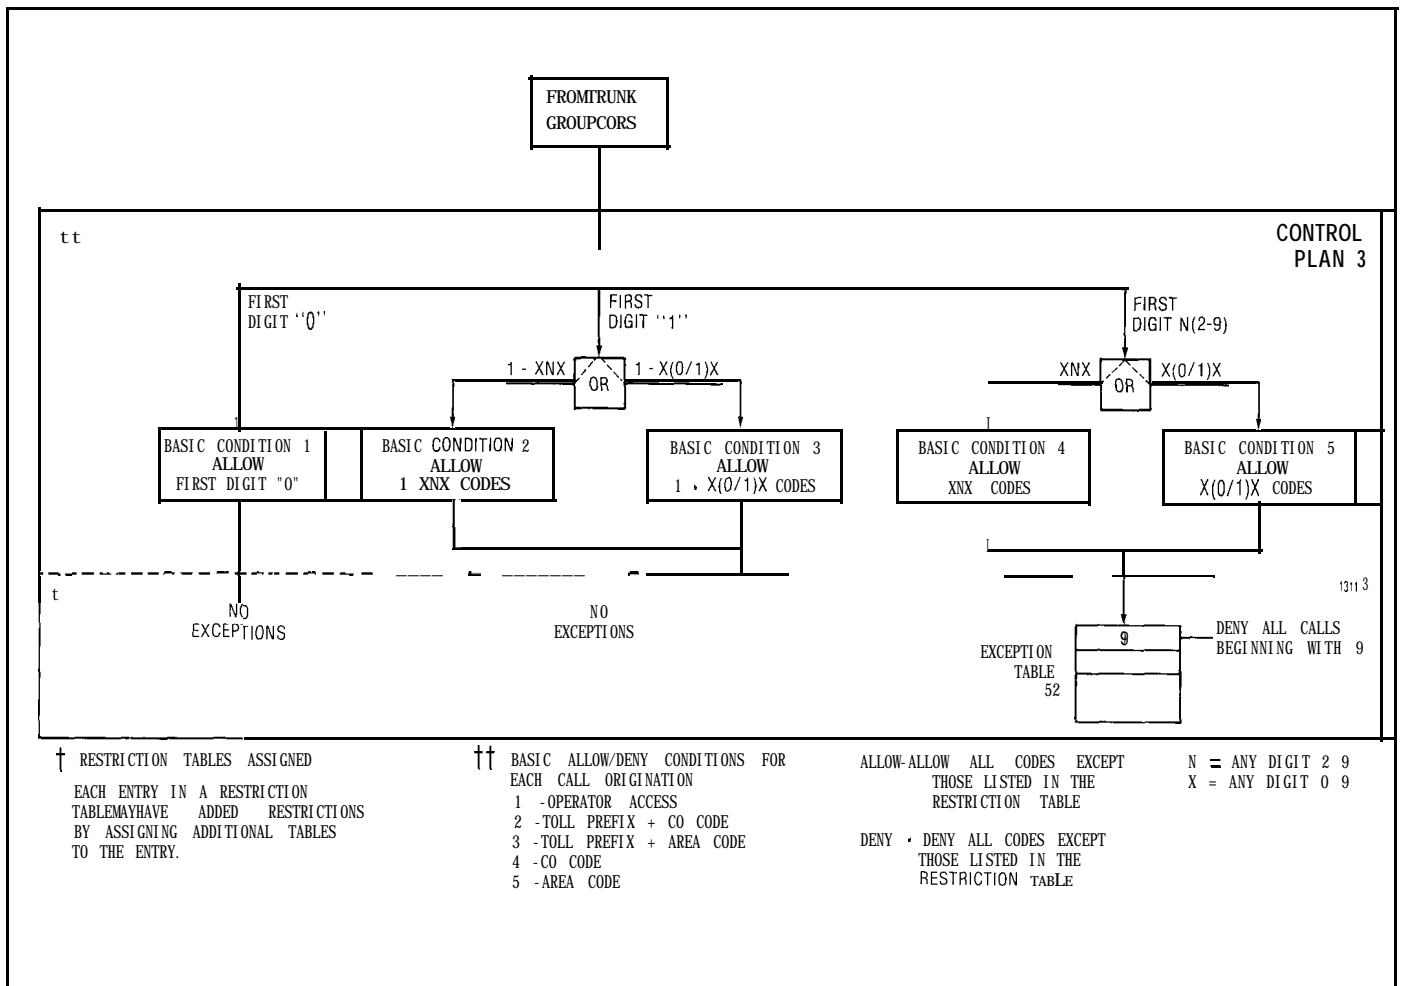 FROMTRUNK
GROUPCORS
tt
CONTROL
PLAN 3
FIRST
DIGIT "0"
FIRST
DIGIT "1"
FIRST
DIGIT N(2-9)
1 - XNX
OR
1 - X(0/1)X
XNX
OR
X(0/1)X
BASIC CONDITION 1
ALLOW
FIRST DIGIT "0"
BASIC CONDITION 2
ALLOW
1 XNX CODES
BASIC CONDITION 3
ALLOW
1 - X(0/1)X CODES
BASIC CONDITION 4
ALLOW
XNX CODES
BASIC CONDITION 5
ALLOW
X(0/1)X CODES
t
NO
EXCEPTIONS
NO
EXCEPTIONS
1311 3
EXCEPTION
TABLE
52
9
DENY ALL CALLS
BEGINNING WITH 9
† RESTRICTION TABLES ASSIGNED
EACH ENTRY IN A RESTRICTION
TABLEMAYHAVE ADDED RESTRICTIONS
BY ASSIGNING ADDITIONAL TABLES
TO THE ENTRY.
†† BASIC ALLOW/DENY CONDITIONS FOR
EACH CALL ORIGINATION
1 -OPERATOR ACCESS
2 -TOLL PREFIX + CO CODE
3 -TOLL PREFIX + AREA CODE
4 -CO CODE
5 -AREA CODE
ALLOW-ALLOW ALL CODES EXCEPT
THOSE LISTED IN THE
RESTRICTION TABLE
DENY - DENY ALL CODES EXCEPT
THOSE LISTED IN THE
RESTRICTION TABLE
N = ANY DIGIT 2 9
X = ANY DIGIT 0 9